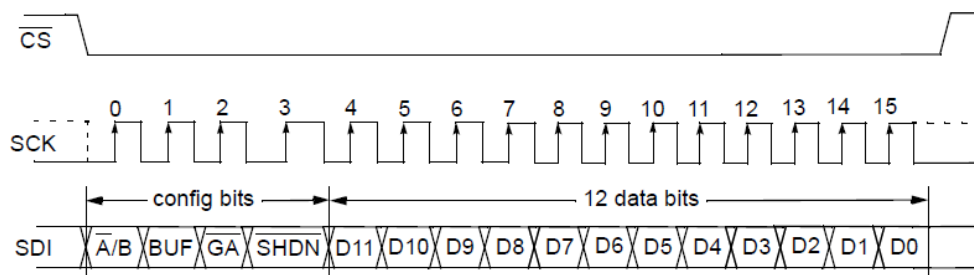 CS
0 1 2 3 4 5 6 7 8 9 10 11 12 13 14 15
SCK
config bits 12 data bits
SDI A/B BUF GA SHDN D11 D10 D9 D8 D7 D6 D5 D4 D3 D2 D1 D0